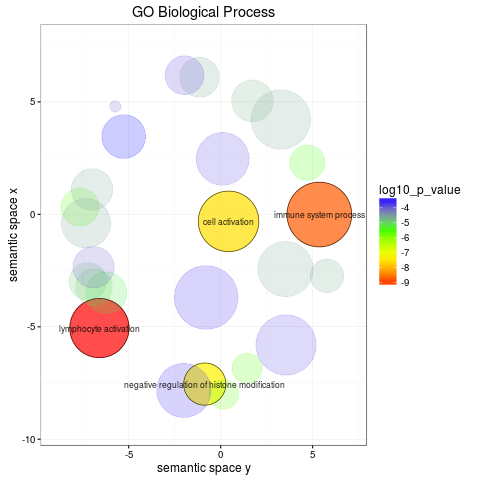 GO Biological Process
semantic space x
5
0
-5
-10
cell activation
immune system process
lymphocyte activation
negative regulation of histone modification
-5
0
5
semantic space y
log10_p_value
-4
-5
-6
-7
-8
-9